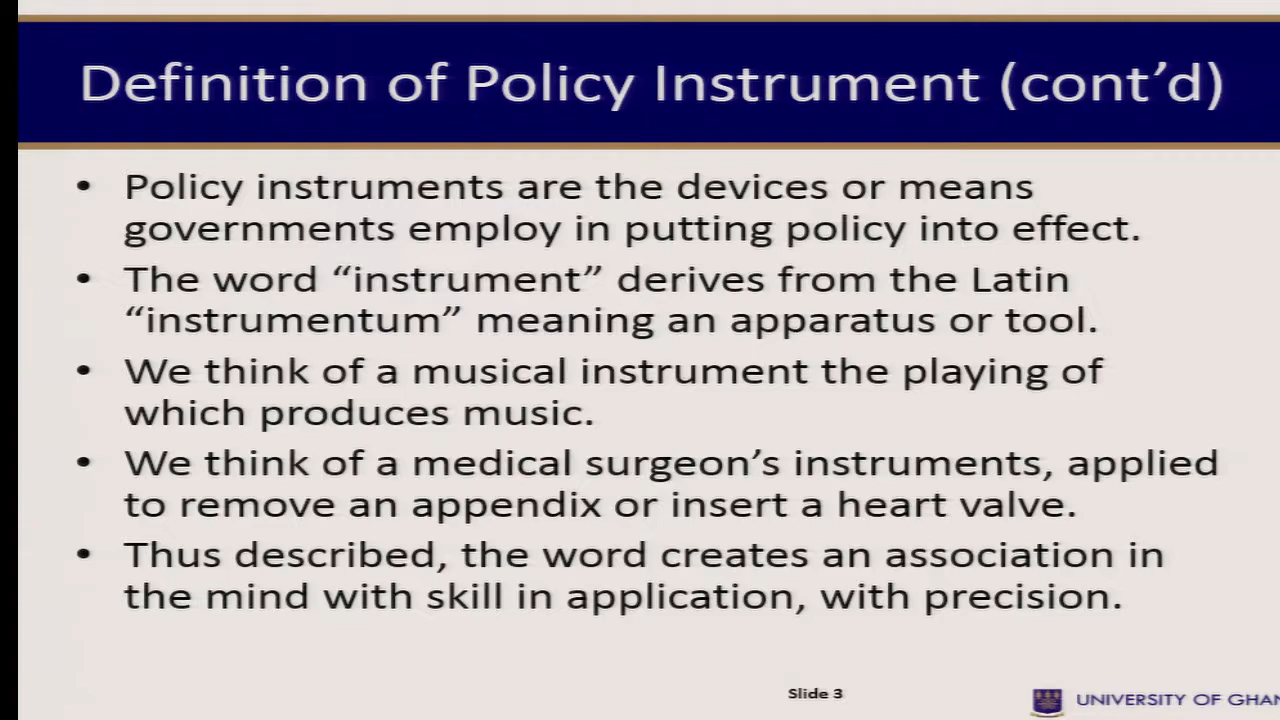 Definition of Policy Instrument (cont’d)
• Policy instruments are the devices or means
governments employ in putting policy into effect.
• The word “instrument” derives from the Latin
“instrumentum” meaning an apparatus or tool.
• We think of a musical instrument the playing of
which produces music.
• We think of a medical surgeon’s instruments, applied
to remove an appendix or insert a heart valve.
• Thus described, the word creates an association in
the mind with skill in application, with precision.
Slide 3
UNIVERSITY OF GHAN